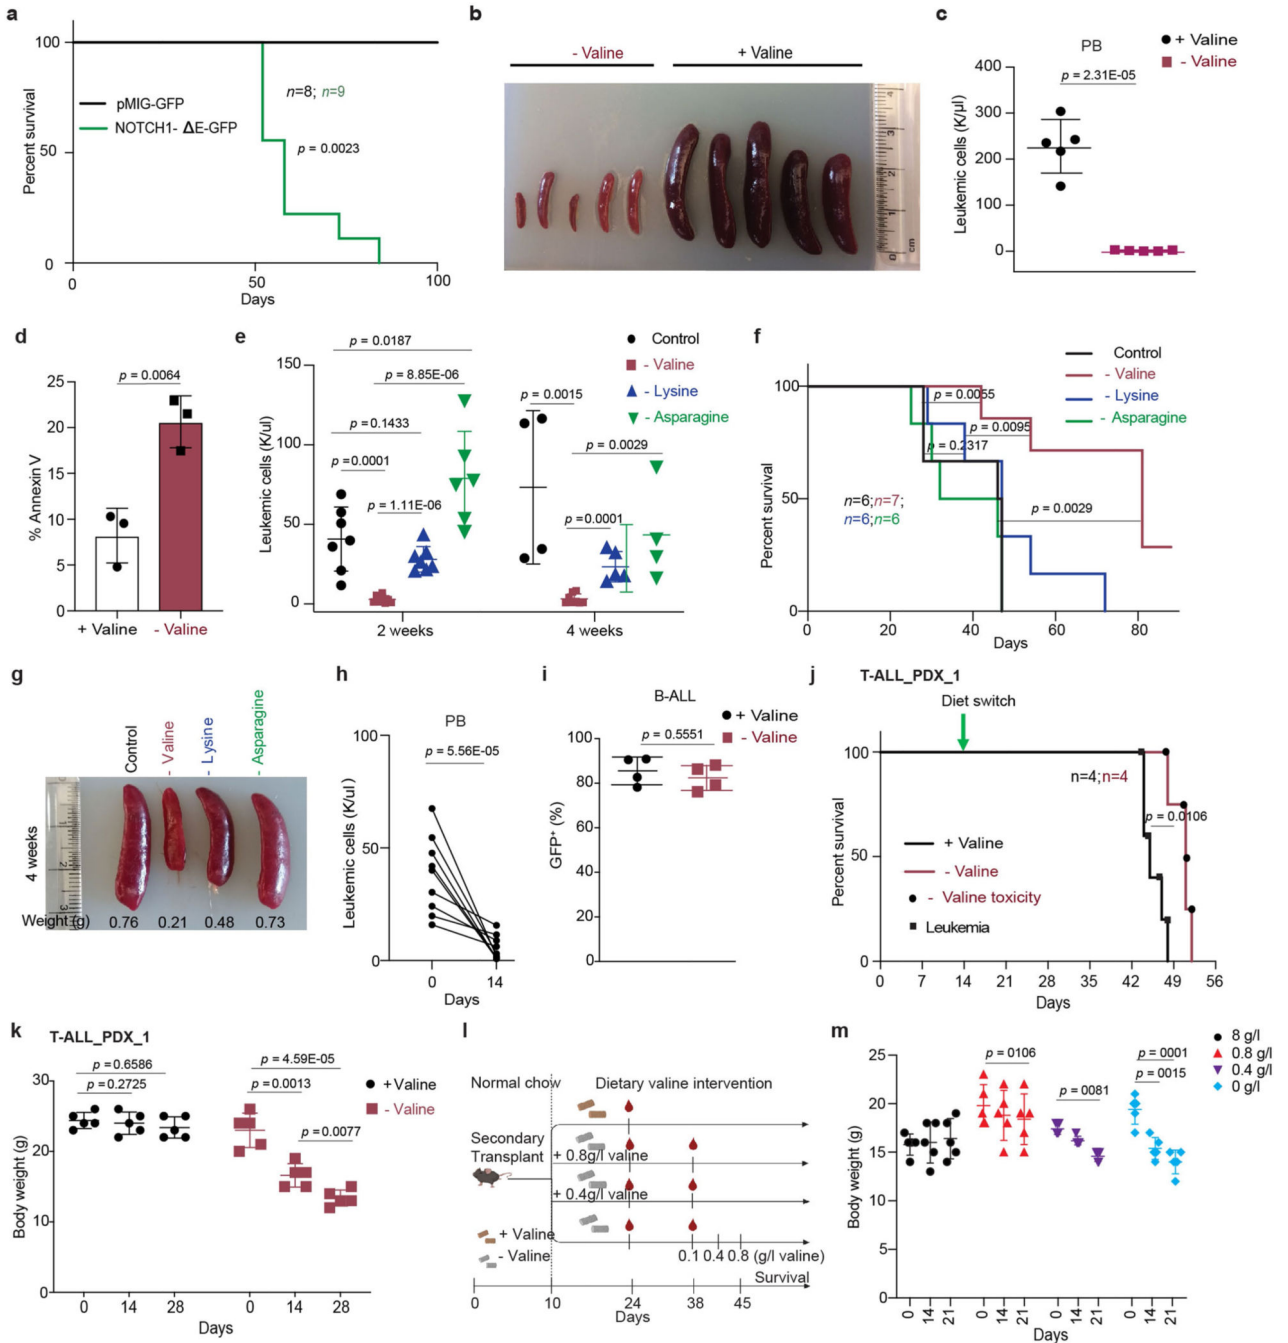 a
100
50
0
Percent survival
pMIG-GFP
NOTCH1- ΔE-GFP
n=8; n=9
p = 0.0023
0
50
100
Days
b
- Valine
+ Valine
4
3
2
1
0
cm
c
PB
+ Valine
- Valine
p = 2.31E-05
Leukemic cells (K/µl)
400
300
200
100
0
d
p = 0.0064
% Annexin V
25
20
15
10
5
0
+ Valine
- Valine
e
Control
- Valine
- Lysine
- Asparagine
p = 0.0187
p = 8.85E-06
p = 0.1433
p = 0.0001
p = 1.11E-06
p = 0.0015
p = 0.0029
p = 0.0001
Leukemic cells (K/ul)
150
100
50
0
2 weeks
4 weeks
f
Control
- Valine
- Lysine
- Asparagine
Percent survival
100
50
0
p = 0.0055
p = 0.0095
p = 0.2317
p = 0.0029
n=6;n=7;
n=6;n=6
0
20
40
60
80
Days
g
Control
- Valine
- Lysine
- Asparagine
4 weeks
0
1
2
3
Weight (g)
0.76
0.21
0.48
0.73
h
PB
p = 5.56E-05
Leukemic cells (K/ul)
100
50
0
0
14
Days
i
B-ALL
+ Valine
- Valine
p = 0.5551
GFP+ (%)
100
80
60
40
20
0
j
T-ALL_PDX_1
Diet switch
n=4;n=4
p = 0.0106
Percent survival
100
50
0
+ Valine
- Valine
- Valine toxicity
Leukemia
0
7
14
21
28
35
42
49
56
Days
k
T-ALL_PDX_1
p = 0.6586
p = 0.2725
p = 4.59E-05
p = 0.0013
p = 0.0077
+ Valine
- Valine
Body weight (g)
30
20
10
0
0
14
28
0
14
28
Days
l
Normal chow
Dietary valine intervention
Secondary
Transplant
+ 0.8g/l valine
+ 0.4g/l valine
+ Valine
- Valine
0.1 0.4 0.8 (g/l valine)
Survival
0
10
24
38
45
Days
m
8 g/l
0.8 g/l
0.4 g/l
0 g/l
p = 0106
p = 0081
p = 0001
p = 0015
Body weight (g)
25
20
15
10
5
0
0
14
21
0
14
21
0
14
21
0
14
21
Days